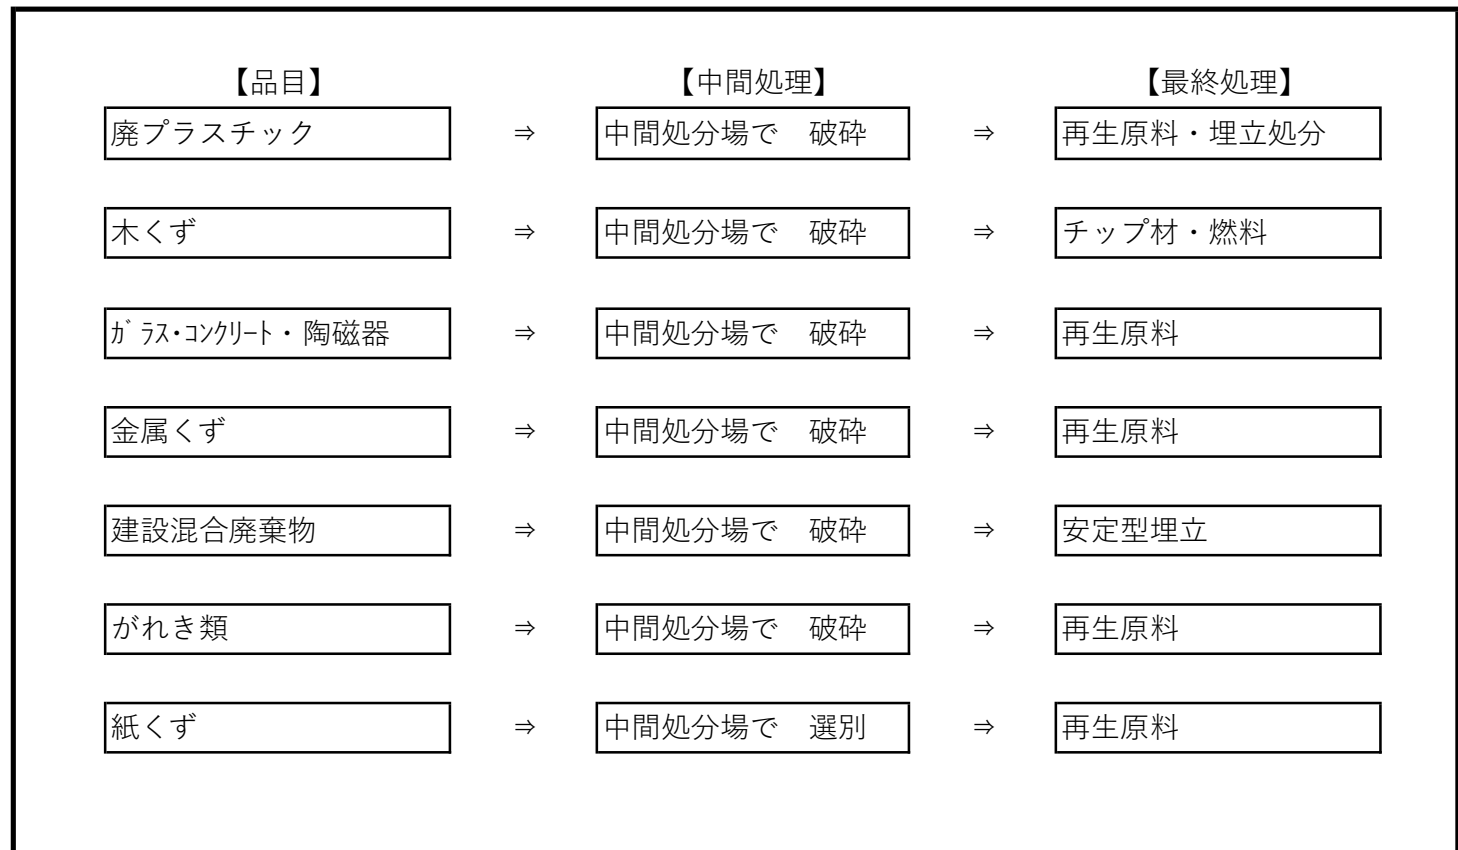 【品目】 【中間処理】 【最終処理】
廃プラスチック ⇒ 中間処分場で　破砕 ⇒ 再生原料・埋立処分
木くず ⇒ 中間処分場で　破砕 ⇒ チップ材・燃料
ｶﾞﾗｽ･ｺﾝｸﾘｰﾄ・陶磁器 ⇒ 中間処分場で　破砕 ⇒ 再生原料
金属くず ⇒ 中間処分場で　破砕 ⇒ 再生原料
建設混合廃棄物 ⇒ 中間処分場で　破砕 ⇒ 安定型埋立
がれき類 ⇒ 中間処分場で　破砕 ⇒ 再生原料
紙くず ⇒ 中間処分場で　選別 ⇒ 再生原料